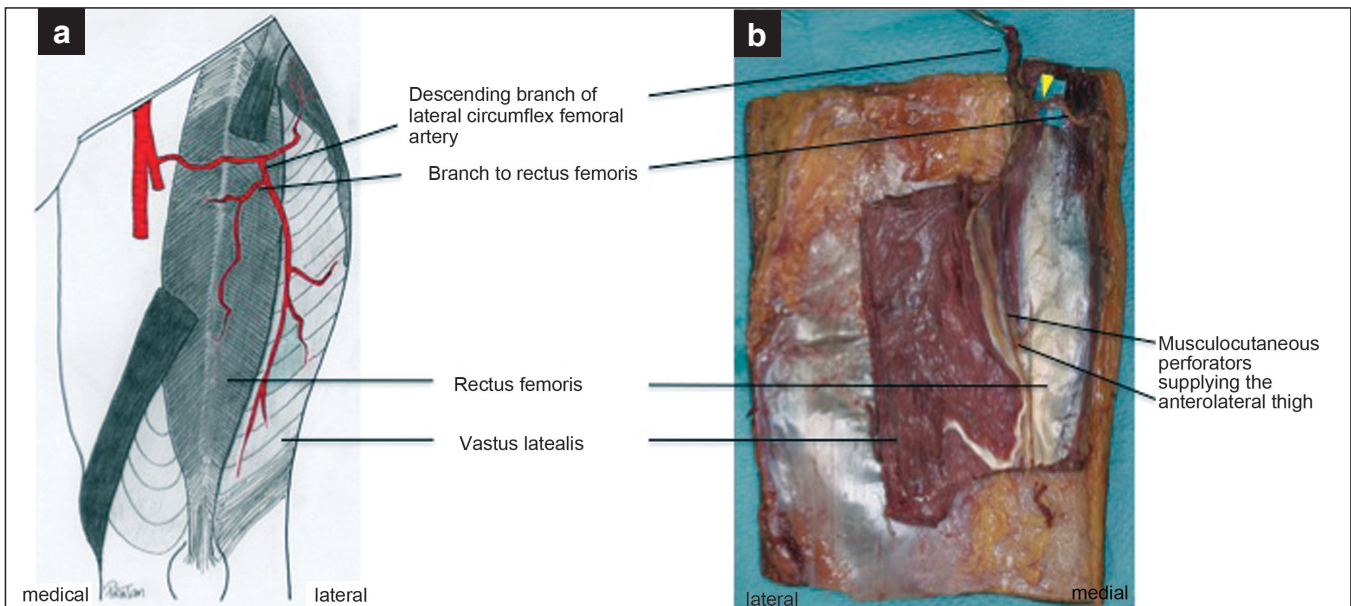 a
b
Descending branch of
lateral circumflex femoral
artery
Branch to rectus femoris
Rectus femoris
Vastus latealis
Musculocutaneous
perforators
supplying the
anterolateral thigh
medical
lateral
lateral
medial